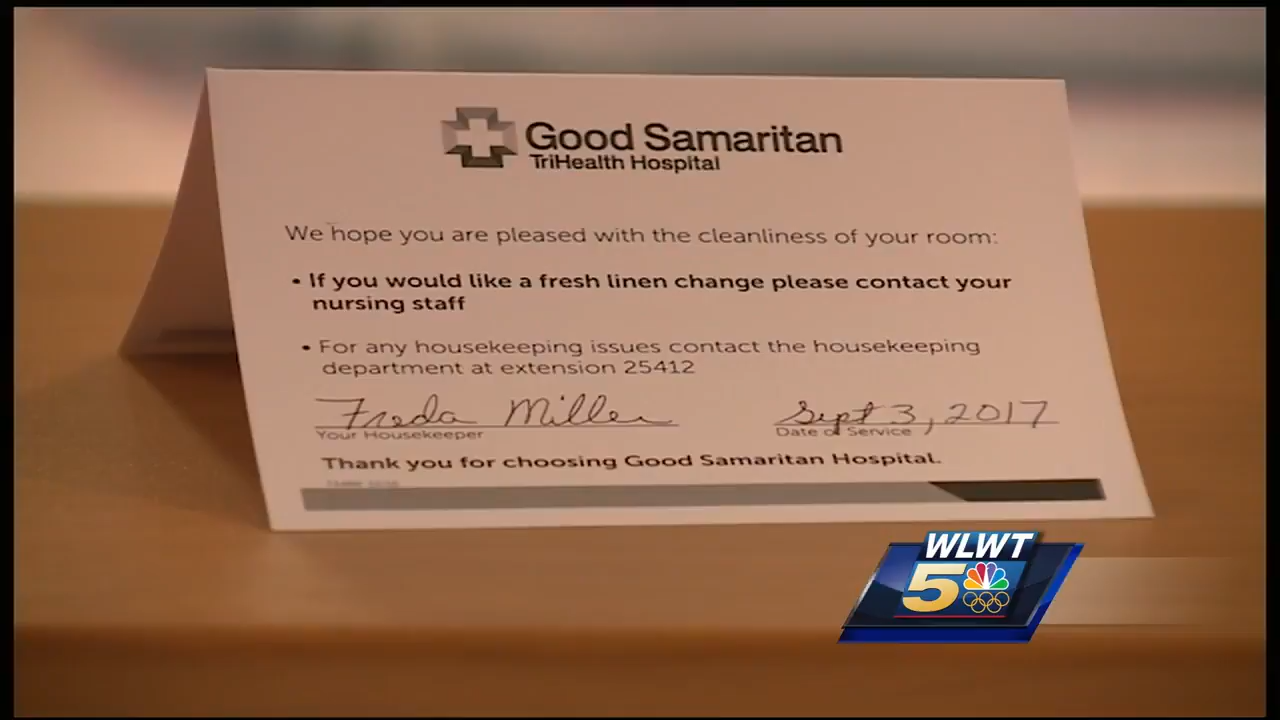 Good Samaritan
TriHealth Hospital
We hope you are pleased with the cleanliness of your room:
• If you would like a fresh linen change please contact your
nursing staff
• For any housekeeping issues contact the housekeeping
department at extension 25412
Freda Miller Sept 3, 2017
Your Housekeeper Date of Service
Thank you for choosing Good Samaritan Hospital.
WLWT
5